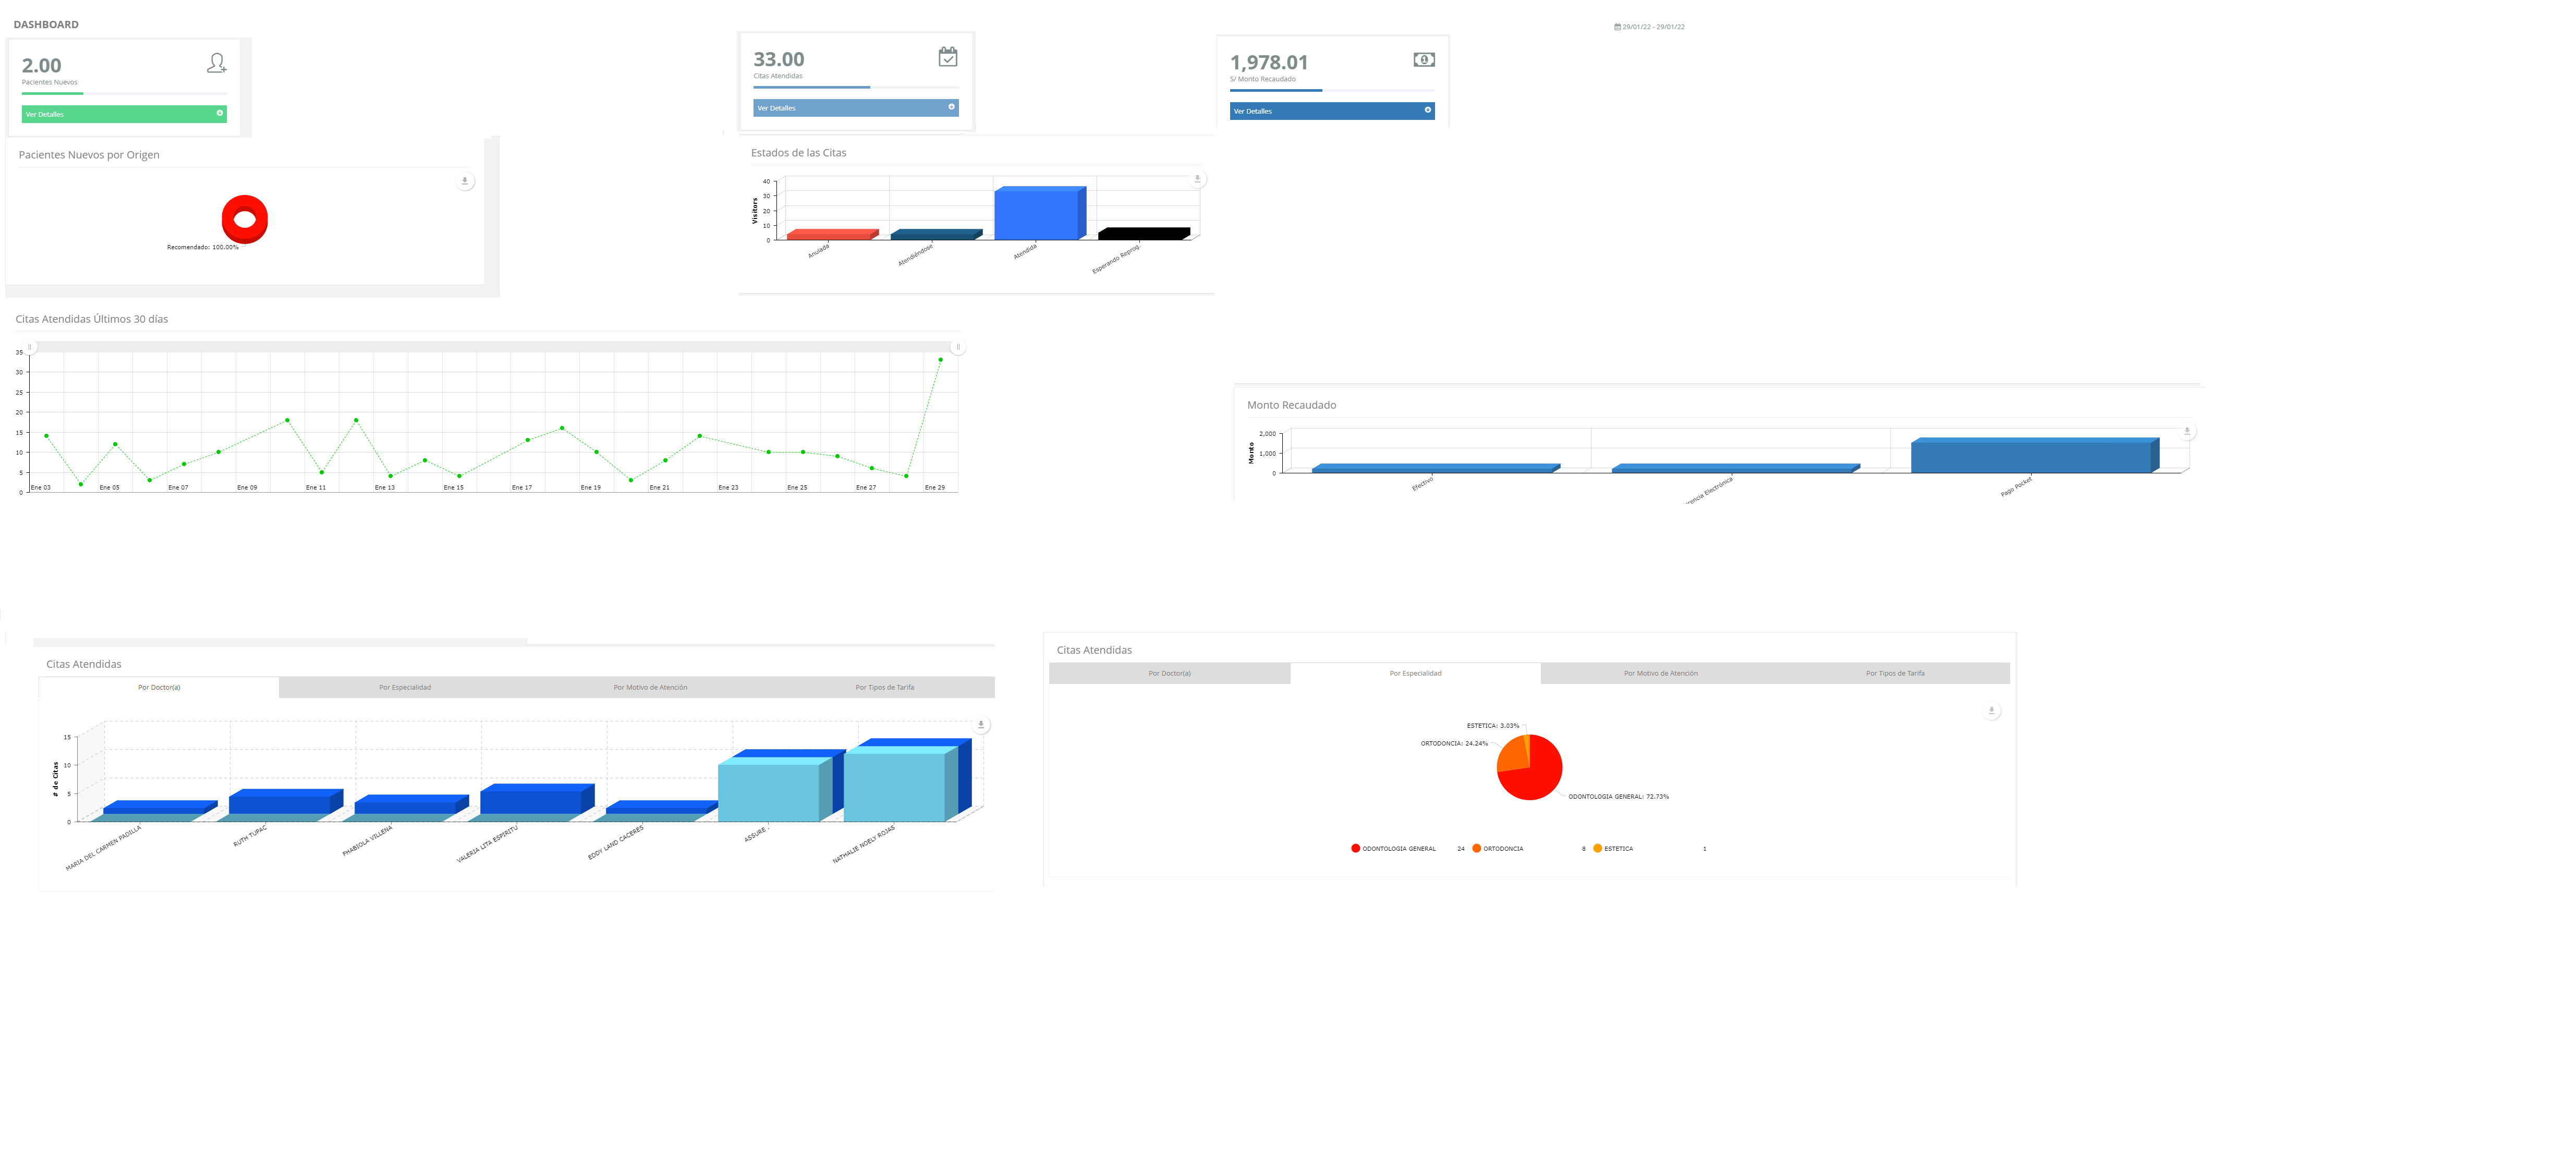 DASHBOARD
29/01/22 - 29/01/22
2.00
Pacientes Nuevos
Ver Detalles
33.00
Citas Atendidas
Ver Detalles
1,978.01
S/ Monto Recaudado
Ver Detalles
Pacientes Nuevos por Origen
Recomendado: 100.00%
Estados de las Citas
Visitors
40
30
20
10
0
Anulada
Atendiéndose
Atendida
Esperando Reprog.
Citas Atendidas Últimos 30 días
35
30
25
20
15
10
5
0
Ene 03
Ene 05
Ene 07
Ene 09
Ene 11
Ene 13
Ene 15
Ene 17
Ene 19
Ene 21
Ene 23
Ene 25
Ene 27
Ene 29
Monto Recaudado
Monto
2,000
1,000
0
Efectivo
rencia Electrónica
Pago Pocket
Citas Atendidas
Por Doctor(a)
Por Especialidad
Por Motivo de Atención
Por Tipos de Tarifa
# de Citas
15
10
5
0
MARIA DEL CARMEN PADILLA
RUTH TUPAC
FHABIOLA VILLENA
VALERIA LITA ESPIRITU
EDDY LAND CACERES
ASSURE .
NATHALIE NOELY ROJAS
Citas Atendidas
Por Doctor(a)
Por Especialidad
Por Motivo de Atención
Por Tipos de Tarifa
ESTETICA: 3.03%
ORTODONCIA: 24.24%
ODONTOLOGIA GENERAL: 72.73%
ODONTOLOGIA GENERAL 24
ORTODONCIA 8
ESTETICA 1